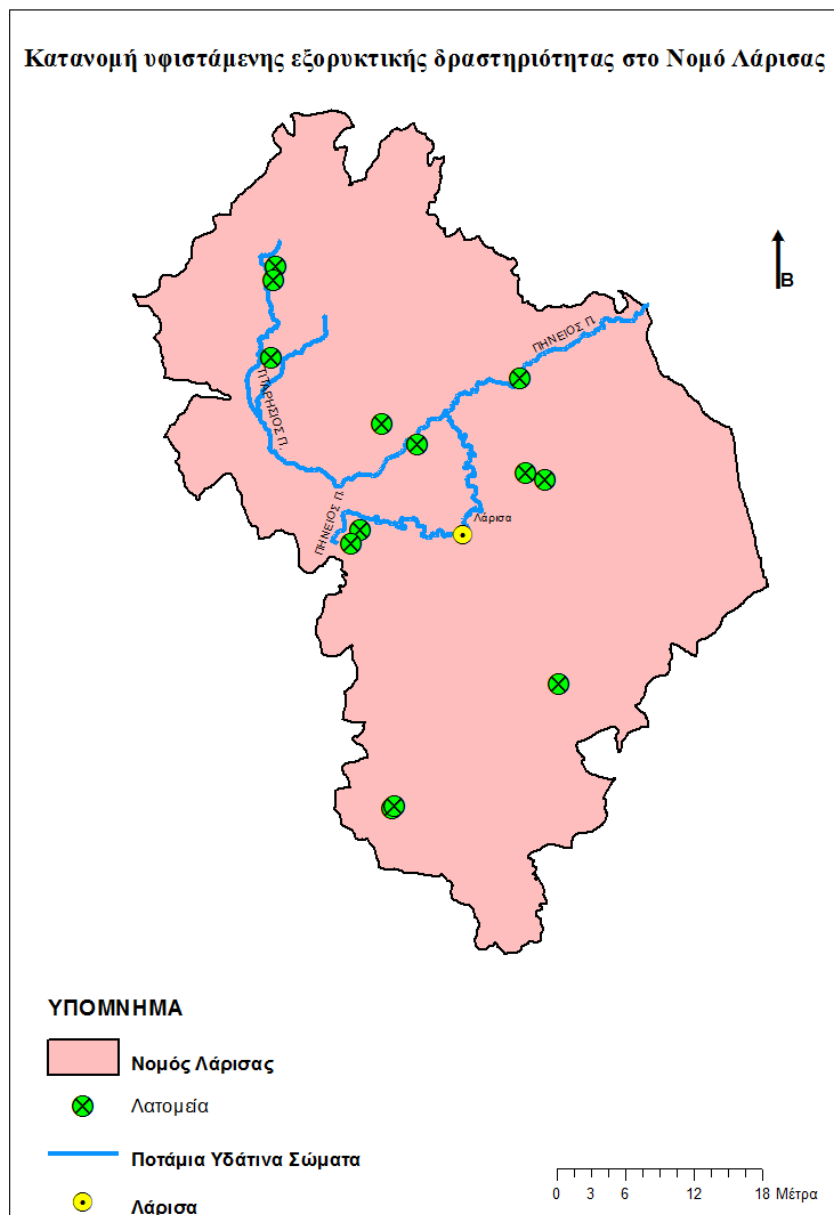 Κατανομή υφιστάμενης εξορυκτικής δραστηριότητας στο Νομό Λάρισας
Β
ΠΗΝΕΙΟΣ Π.
ΤΙΤΑΡΗΣΙΟΣ Π.
ΠΗΝΕΙΟΣ Π.
Λάρισα
ΥΠΟΜΝΗΜΑ
Νομός Λάρισας
Λατομεία
Ποτάμια Υδάτινα Σώματα
Λάρισα
0 3 6 12 18 Μέτρα